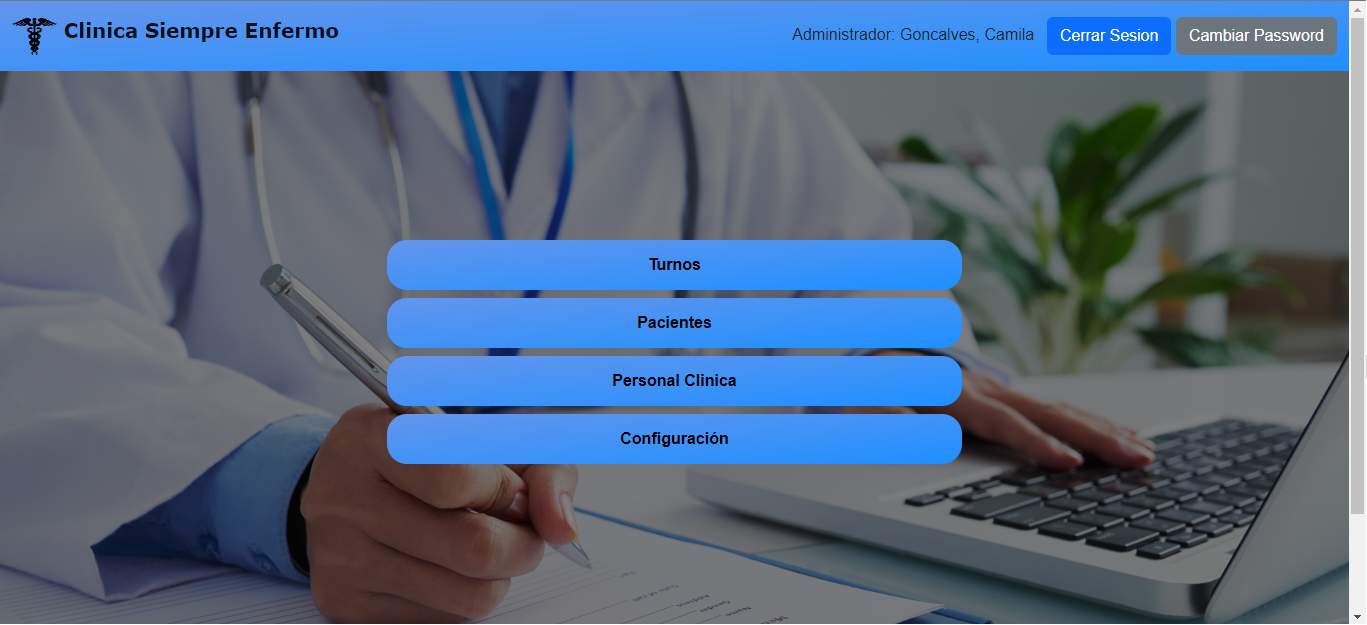 Clinica Siempre Enfermo
Administrador: Goncalves, Camila
Cerrar Sesion
Cambiar Password
Turnos
Pacientes
Personal Clinica
Configuración